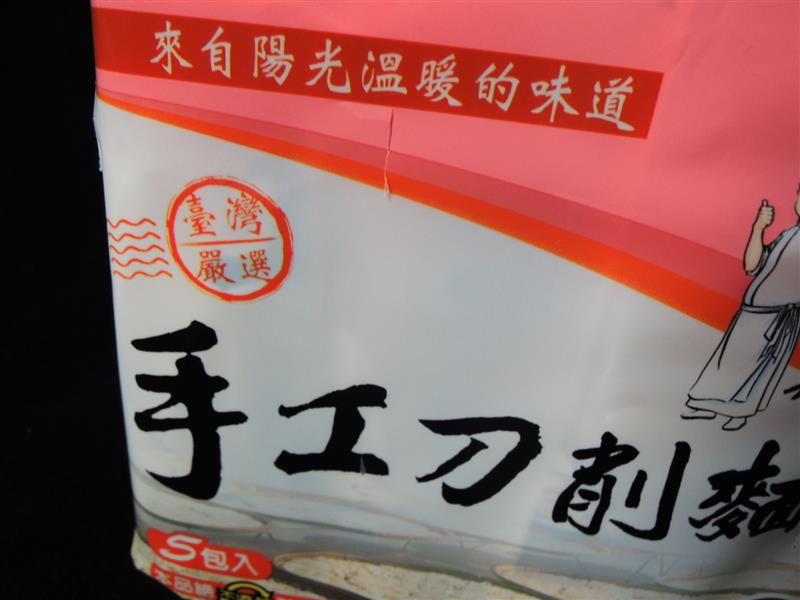 來自陽光溫暖的味道
臺灣
嚴選
手工刀削麵
5包入